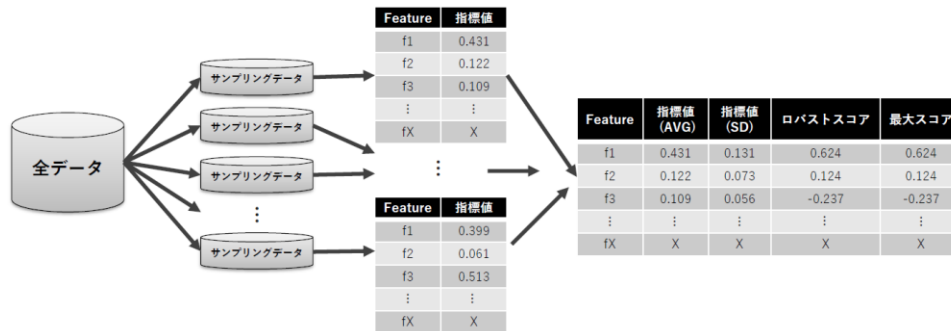 全データ
サンプリングデータ
サンプリングデータ
サンプリングデータ
⋮
サンプリングデータ
Feature 指標値
f1 0.431
f2 0.122
f3 0.109
⋮ ⋮
fX X
⋮
Feature 指標値
f1 0.399
f2 0.061
f3 0.513
⋮ ⋮
fX X
Feature 指標値 (AVG) 指標値 (SD) ロバストスコア 最大スコア
f1 0.431 0.131 0.624 0.624
f2 0.122 0.073 0.124 0.124
f3 0.109 0.056 -0.237 -0.237
⋮ ⋮ ⋮ ⋮ ⋮
fX X X X X